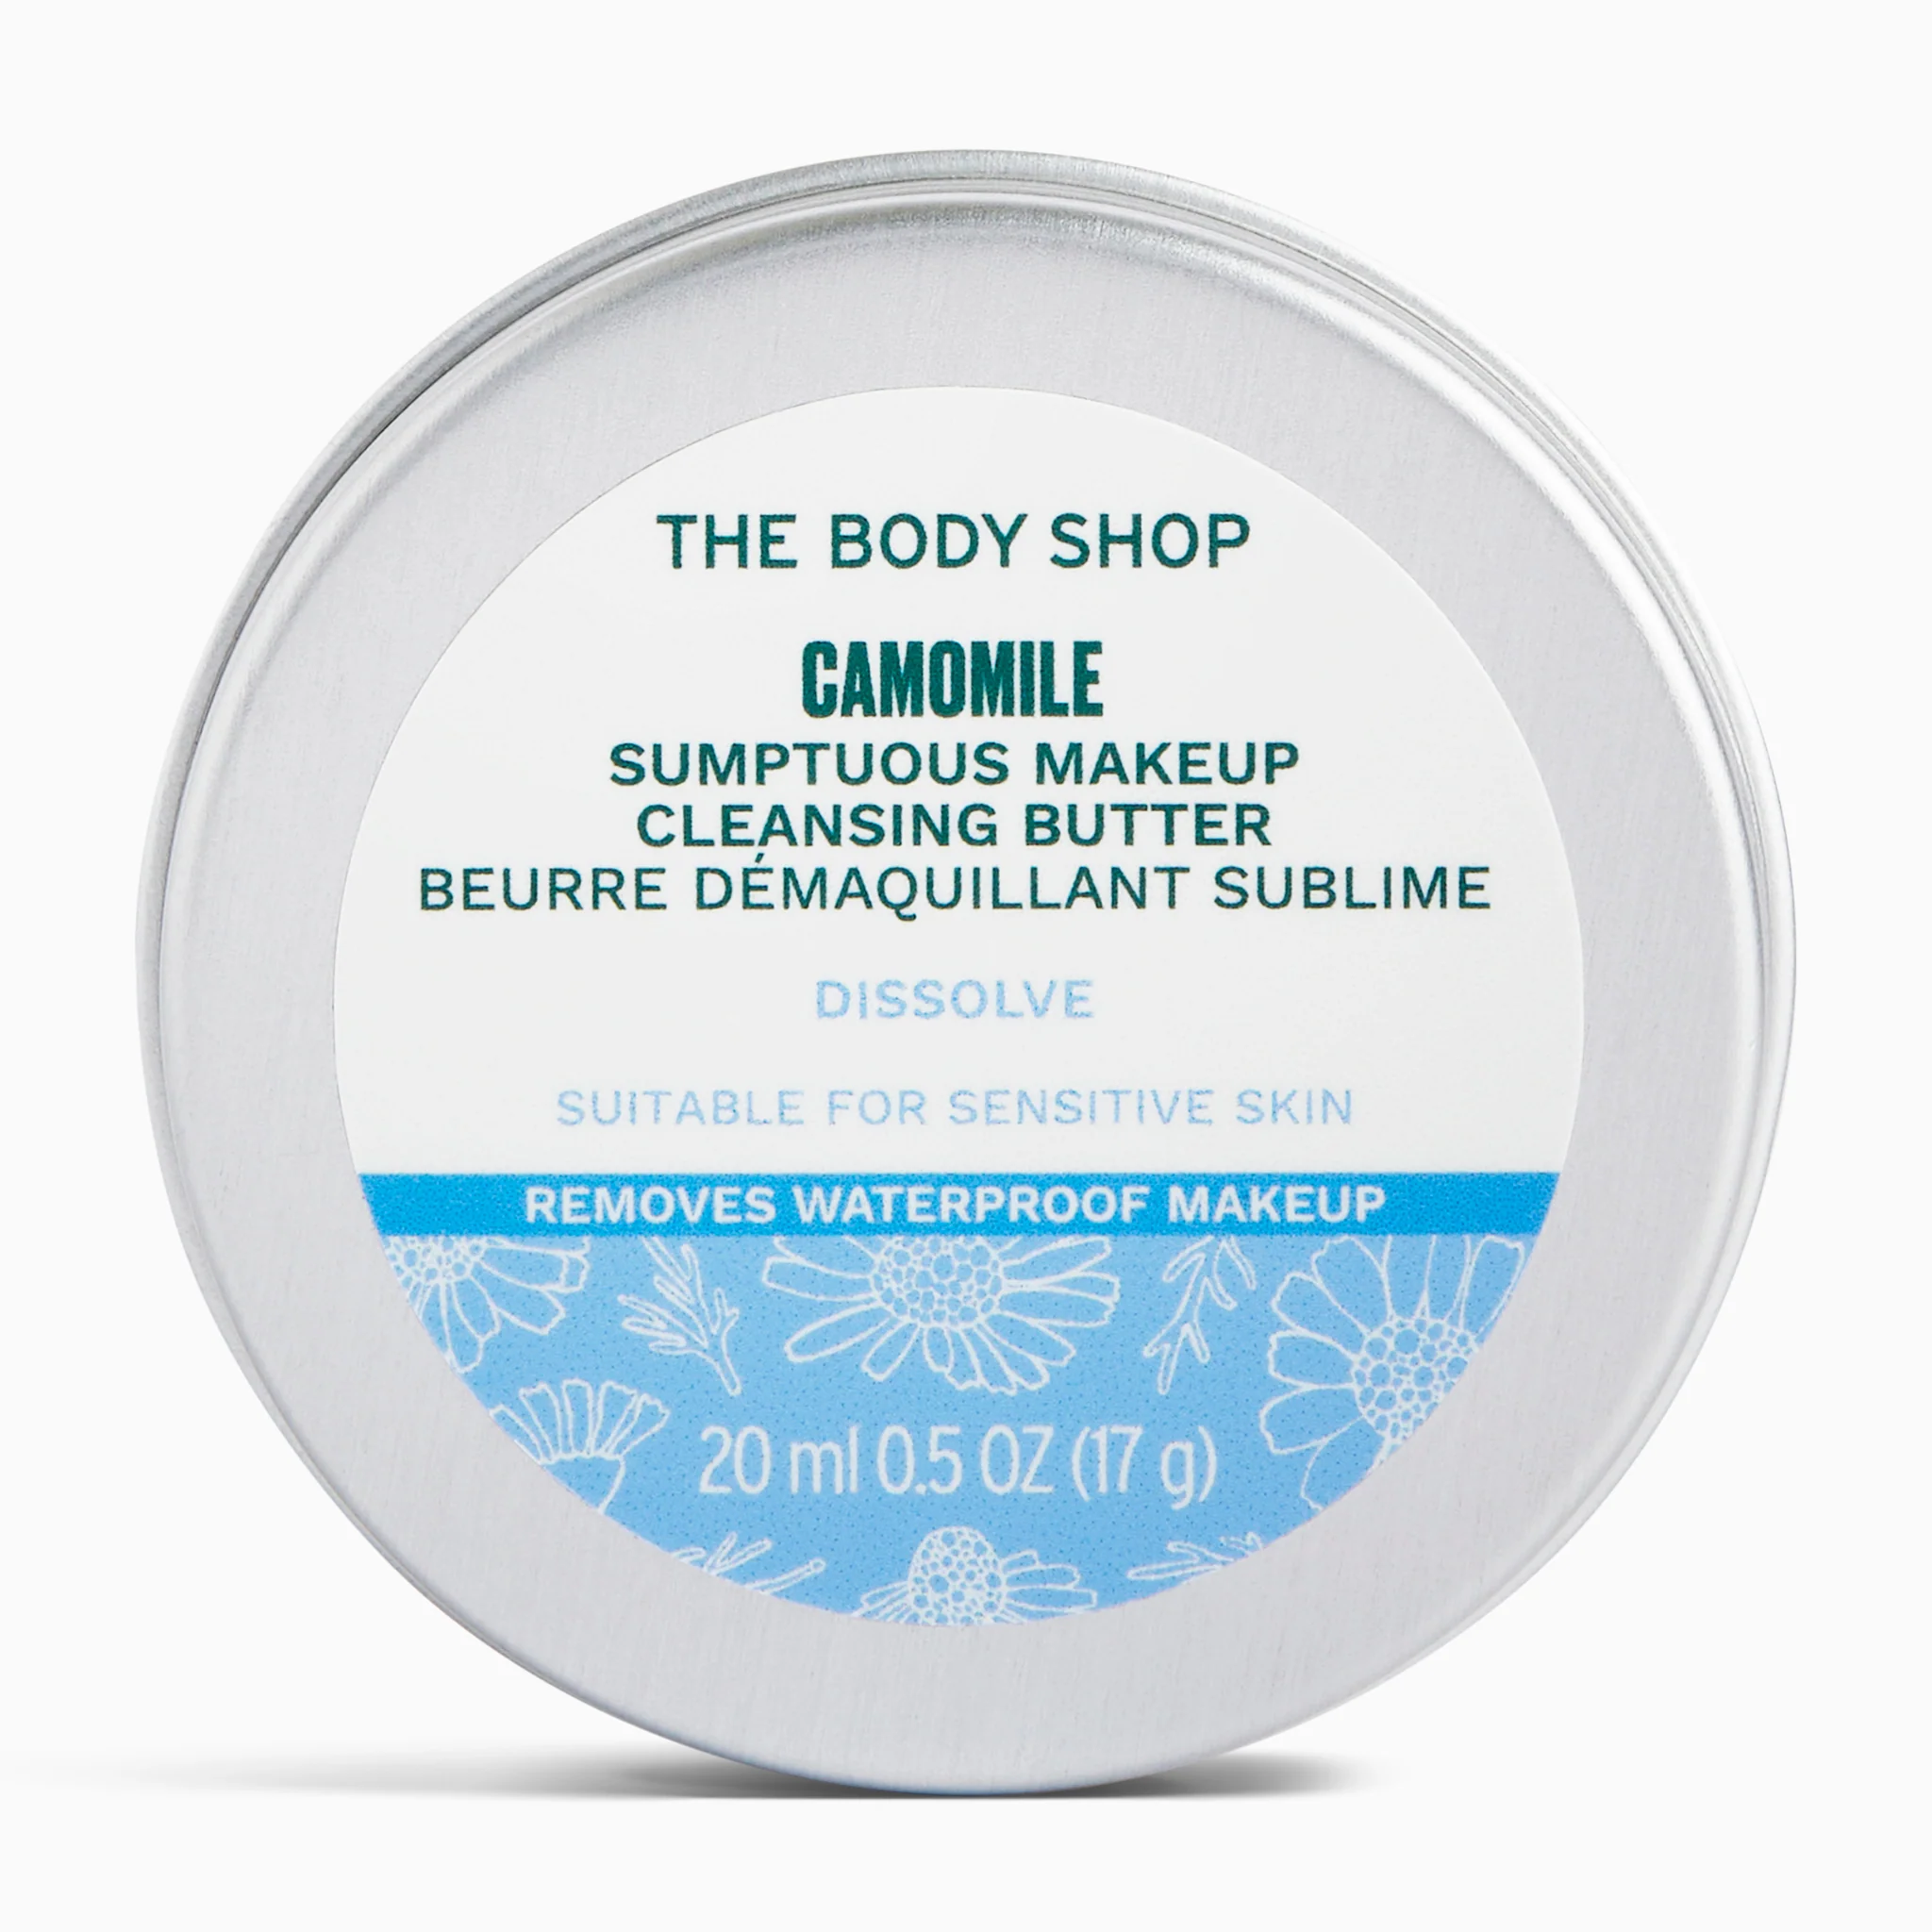 THE BODY SHOP
CAMOMILE
SUMPTUOUS MAKEUP
CLEANSING BUTTER
BEURRE DÉMAQUILLANT SUBLIME
DISSOLVE
SUITABLE FOR SENSITIVE SKIN
REMOVES WATERPROOF MAKEUP
20 ml 0.5 OZ (17 g)